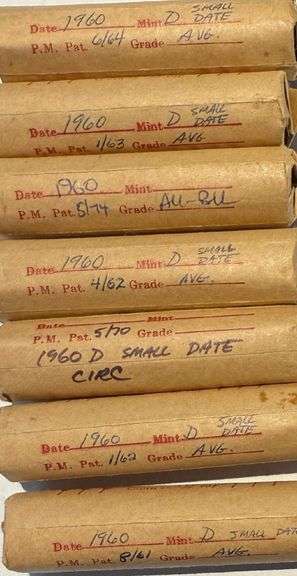 SMALL
Date 1960 Mint D DATE
P.M. Pat. 6/64 Grade AVG.
SMALL
Date 1960 Mint D DATE
P.M. Pat. 1/63 Grade AVG
Date 1960 Mint
P.M. Pat. 5/74 Grade AU-BU
SMALL
Date 1960 Mint D DATE
P.M. Pat. 4/62 Grade AVG.
Mint
P.M. Pat. 5/70 Grade
1960 D SMALL DATE
CIRC
SMALL
Date 1960 Mint D DATE
P.M. Pat. 1/62 Grade AVG.
Date 1960 Mint D SMALL DATE
P.M. Pat. 8/61 Grade AVG.